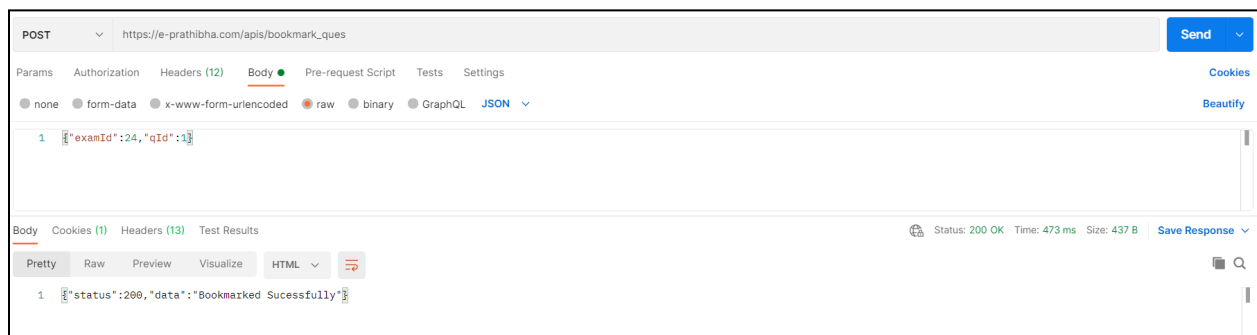 POST https://e-prathibha.com/apis/bookmark_ques Send
Params Authorization Headers (12) Body Pre-request Script Tests Settings Cookies
none form-data x-www-form-urlencoded raw binary GraphQL JSON Beautify
1 {"examId":24,"qId":1}
Body Cookies (1) Headers (13) Test Results Status: 200 OK Time: 473 ms Size: 437 B Save Response
Pretty Raw Preview Visualize HTML
1 {"status":200,"data":"Bookmarked Sucessfully"}